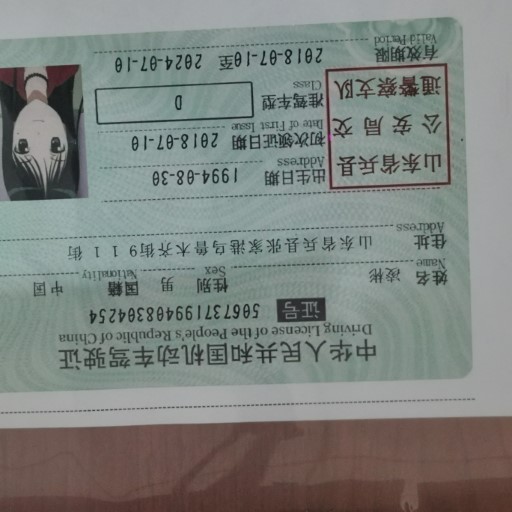 中华人民共和国机动车驾驶证
Driving License of the People's Republic of China
证号 506737199408304254
姓名 凌彬 性别 男 国籍 中国
Name Sex Nationality
住址 山东省兵县张家港乌鲁木齐街911街
Address
山东省兵县
公安局交
通警察支队
出生日期 1994-08-30
Address
初次领证日期 2018-07-10
Date of First Issue
准驾车型 D
Class
有效期限 2018-07-10至 2024-07-10
Valid Period